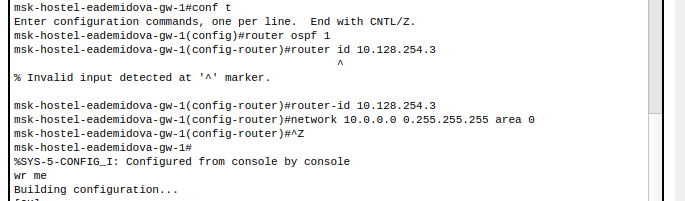 msk-hostel-eademidova-gw-1#conf t
Enter configuration commands, one per line.  End with CNTL/Z.
msk-hostel-eademidova-gw-1(config)#router ospf 1
msk-hostel-eademidova-gw-1(config-router)#router id 10.128.254.3
^
% Invalid input detected at '^' marker.
msk-hostel-eademidova-gw-1(config-router)#router-id 10.128.254.3
msk-hostel-eademidova-gw-1(config-router)#network 10.0.0.0 0.255.255.255 area 0
msk-hostel-eademidova-gw-1(config-router)#^Z
msk-hostel-eademidova-gw-1#
%SYS-5-CONFIG_I: Configured from console by console
wr me
Building configuration...